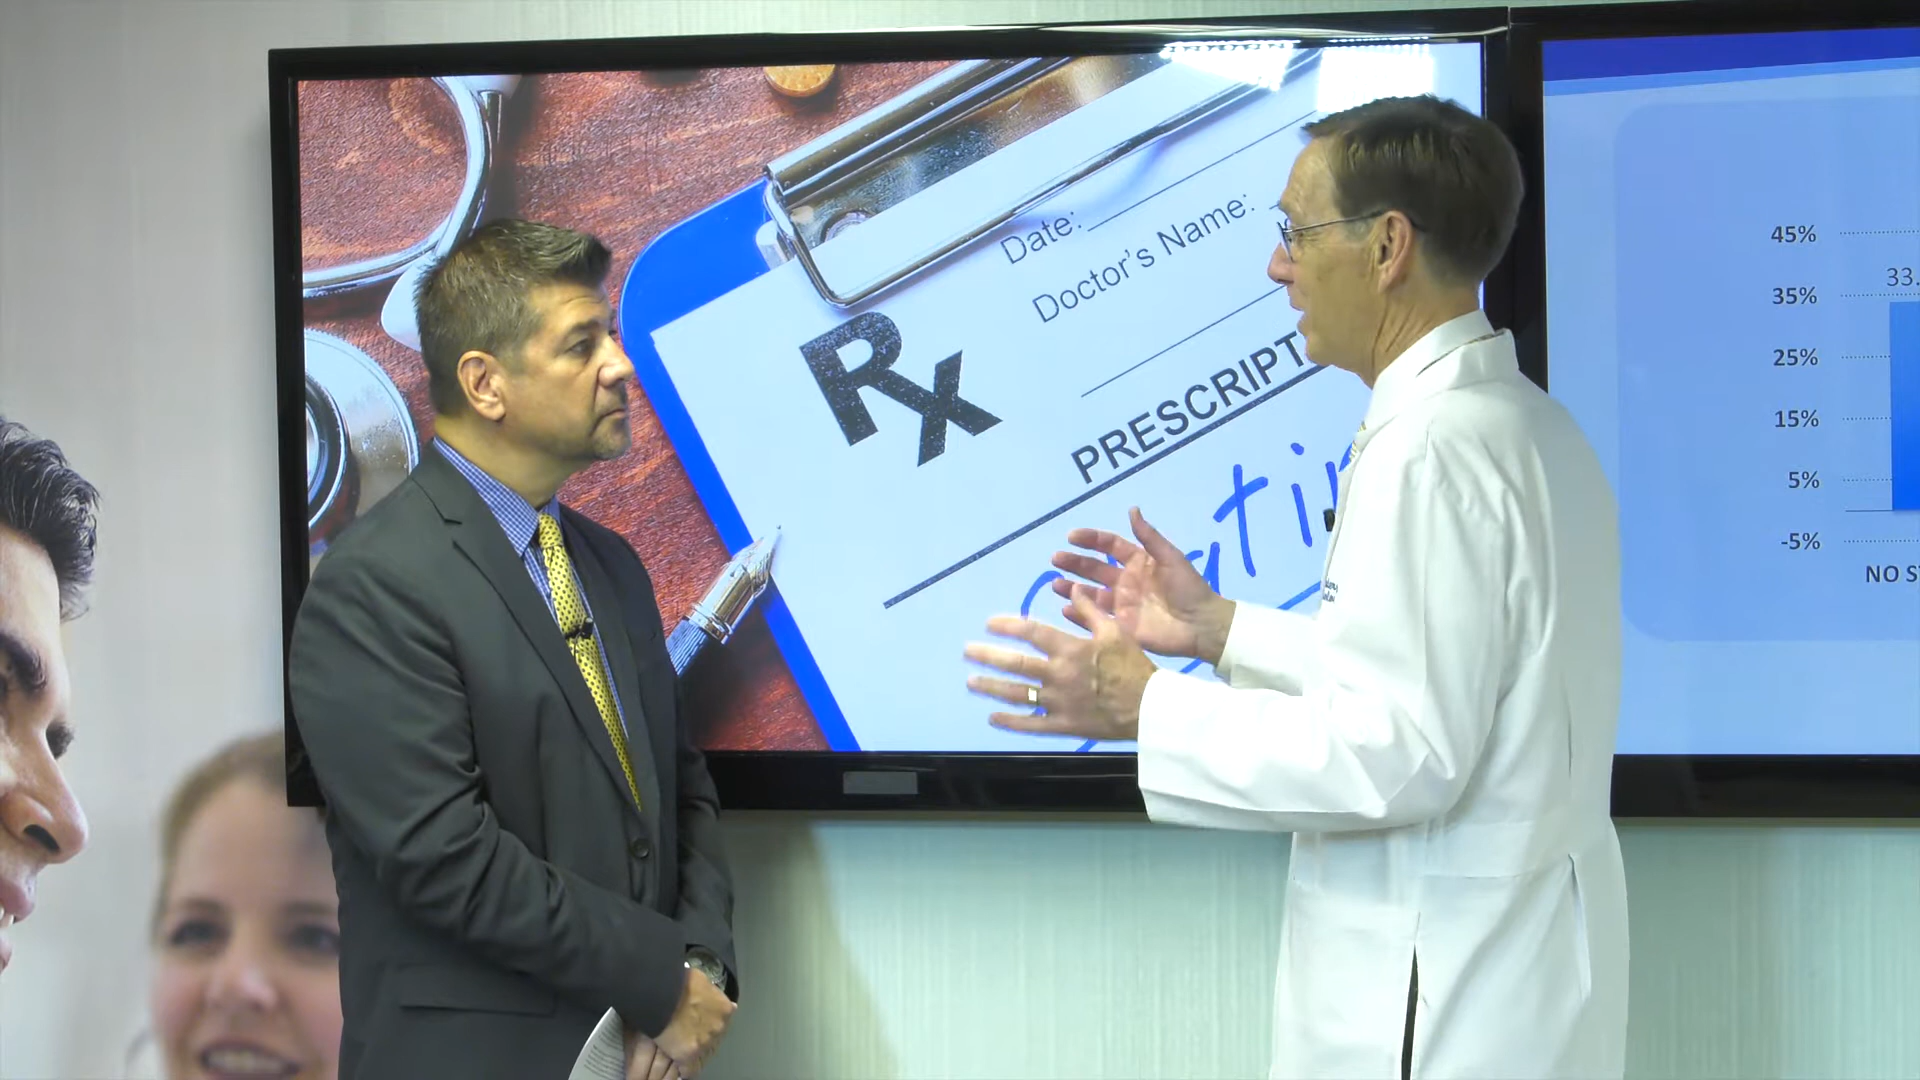 Date:
Doctor's Name:
Rx
PRESCRIPT
45%
33.
35%
25%
15%
5%
-5%
NO S